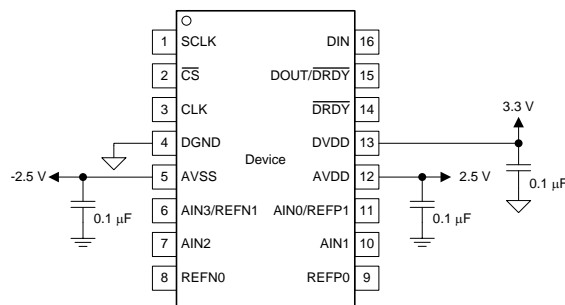 1 SCLK DIN 16
2 CS DOUT/DRDY 15
3 CLK DRDY 14
3.3 V
4 DGND DVDD 13
Device
0.1 μF
-2.5 V 5 AVSS AVDD 12 2.5 V
0.1 μF 6 AIN3/REFN1 AIN0/REFP1 11 0.1 μF
7 AIN2 AIN1 10
8 REFN0 REFP0 9